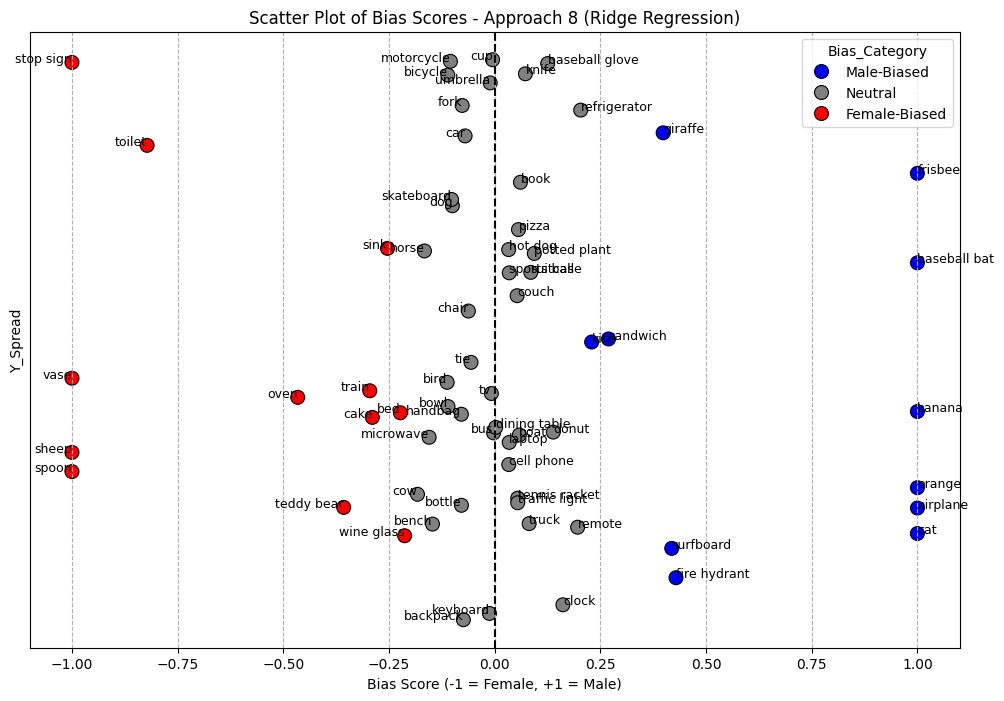 Scatter Plot of Bias Scores - Approach 8 (Ridge Regression)
Bias_Category
Male-Biased
Neutral
Female-Biased
stop sign
motorcycle
cup
baseball glove
bicycle
knife
umbrella
fork
refrigerator
car
giraffe
toilet
frisbee
book
skateboard
dog
pizza
sink
horse
hot dog
potted plant
baseball bat
sports ball
suitcase
couch
chair
sandwich
tie
vase
bird
train
tv
oven
bowl
bed
cake
handbag
banana
dining table
bus
boat
donut
microwave
laptop
sheep
cell phone
spoon
orange
cow
tennis racket
traffic light
bottle
teddy bear
airplane
bench
truck
remote
wine glass
cat
surfboard
fire hydrant
clock
keyboard
backpack
Y_Spread
−1.00
−0.75
−0.50
−0.25
0.00
0.25
0.50
0.75
1.00
Bias Score (-1 = Female, +1 = Male)